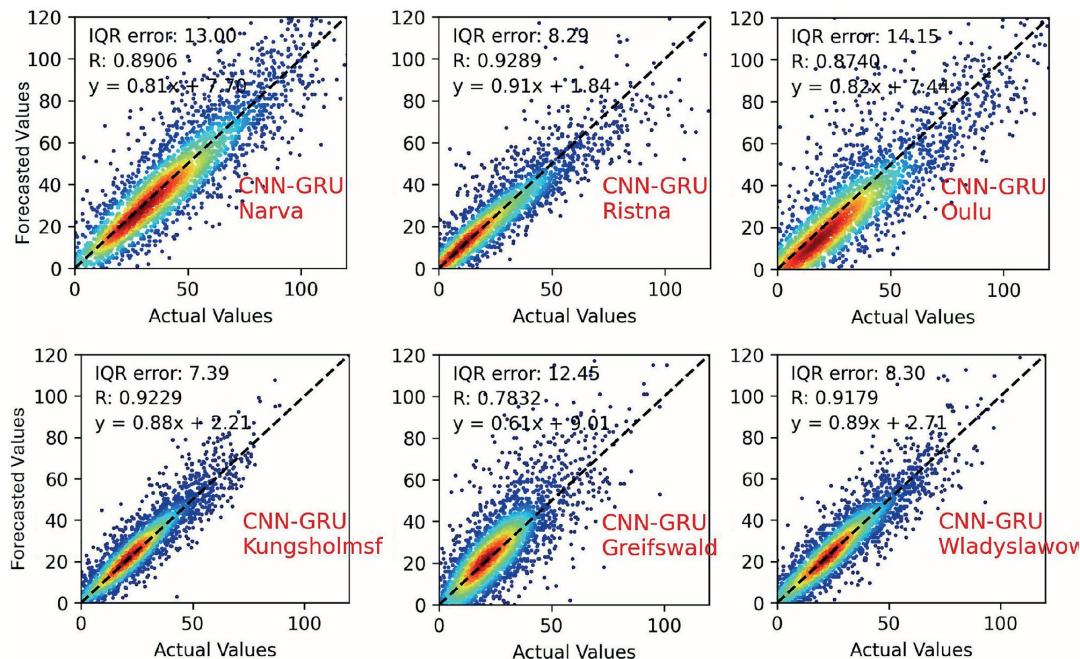 120
100
80
60
40
20
0
Forecasted Values
IQR error: 13.00
R: 0.8906
y = 0.81x + 7.70
CNN-GRU
Narva
0
50
100
Actual Values
120
100
80
60
40
20
0
IQR error: 8.29
R: 0.9289
y = 0.91x + 1.84
CNN-GRU
Ristna
0
50
100
Actual Values
120
100
80
60
40
20
0
IQR error: 14.15
R: 0.8740
y = 0.82x + 7.44
CNN-GRU
Oulu
0
50
100
Actual Values
120
100
80
60
40
20
0
Forecasted Values
IQR error: 7.39
R: 0.9229
y = 0.88x + 2.21
CNN-GRU
Kungsholmsf
0
50
100
Actual Values
120
100
80
60
40
20
0
IQR error: 12.45
R: 0.7832
y = 0.61x + 9.01
CNN-GRU
Greifswald
0
50
100
Actual Values
120
100
80
60
40
20
0
IQR error: 8.30
R: 0.9179
y = 0.89x + 2.71
CNN-GRU
Wladyslawow
0
50
100
Actual Values